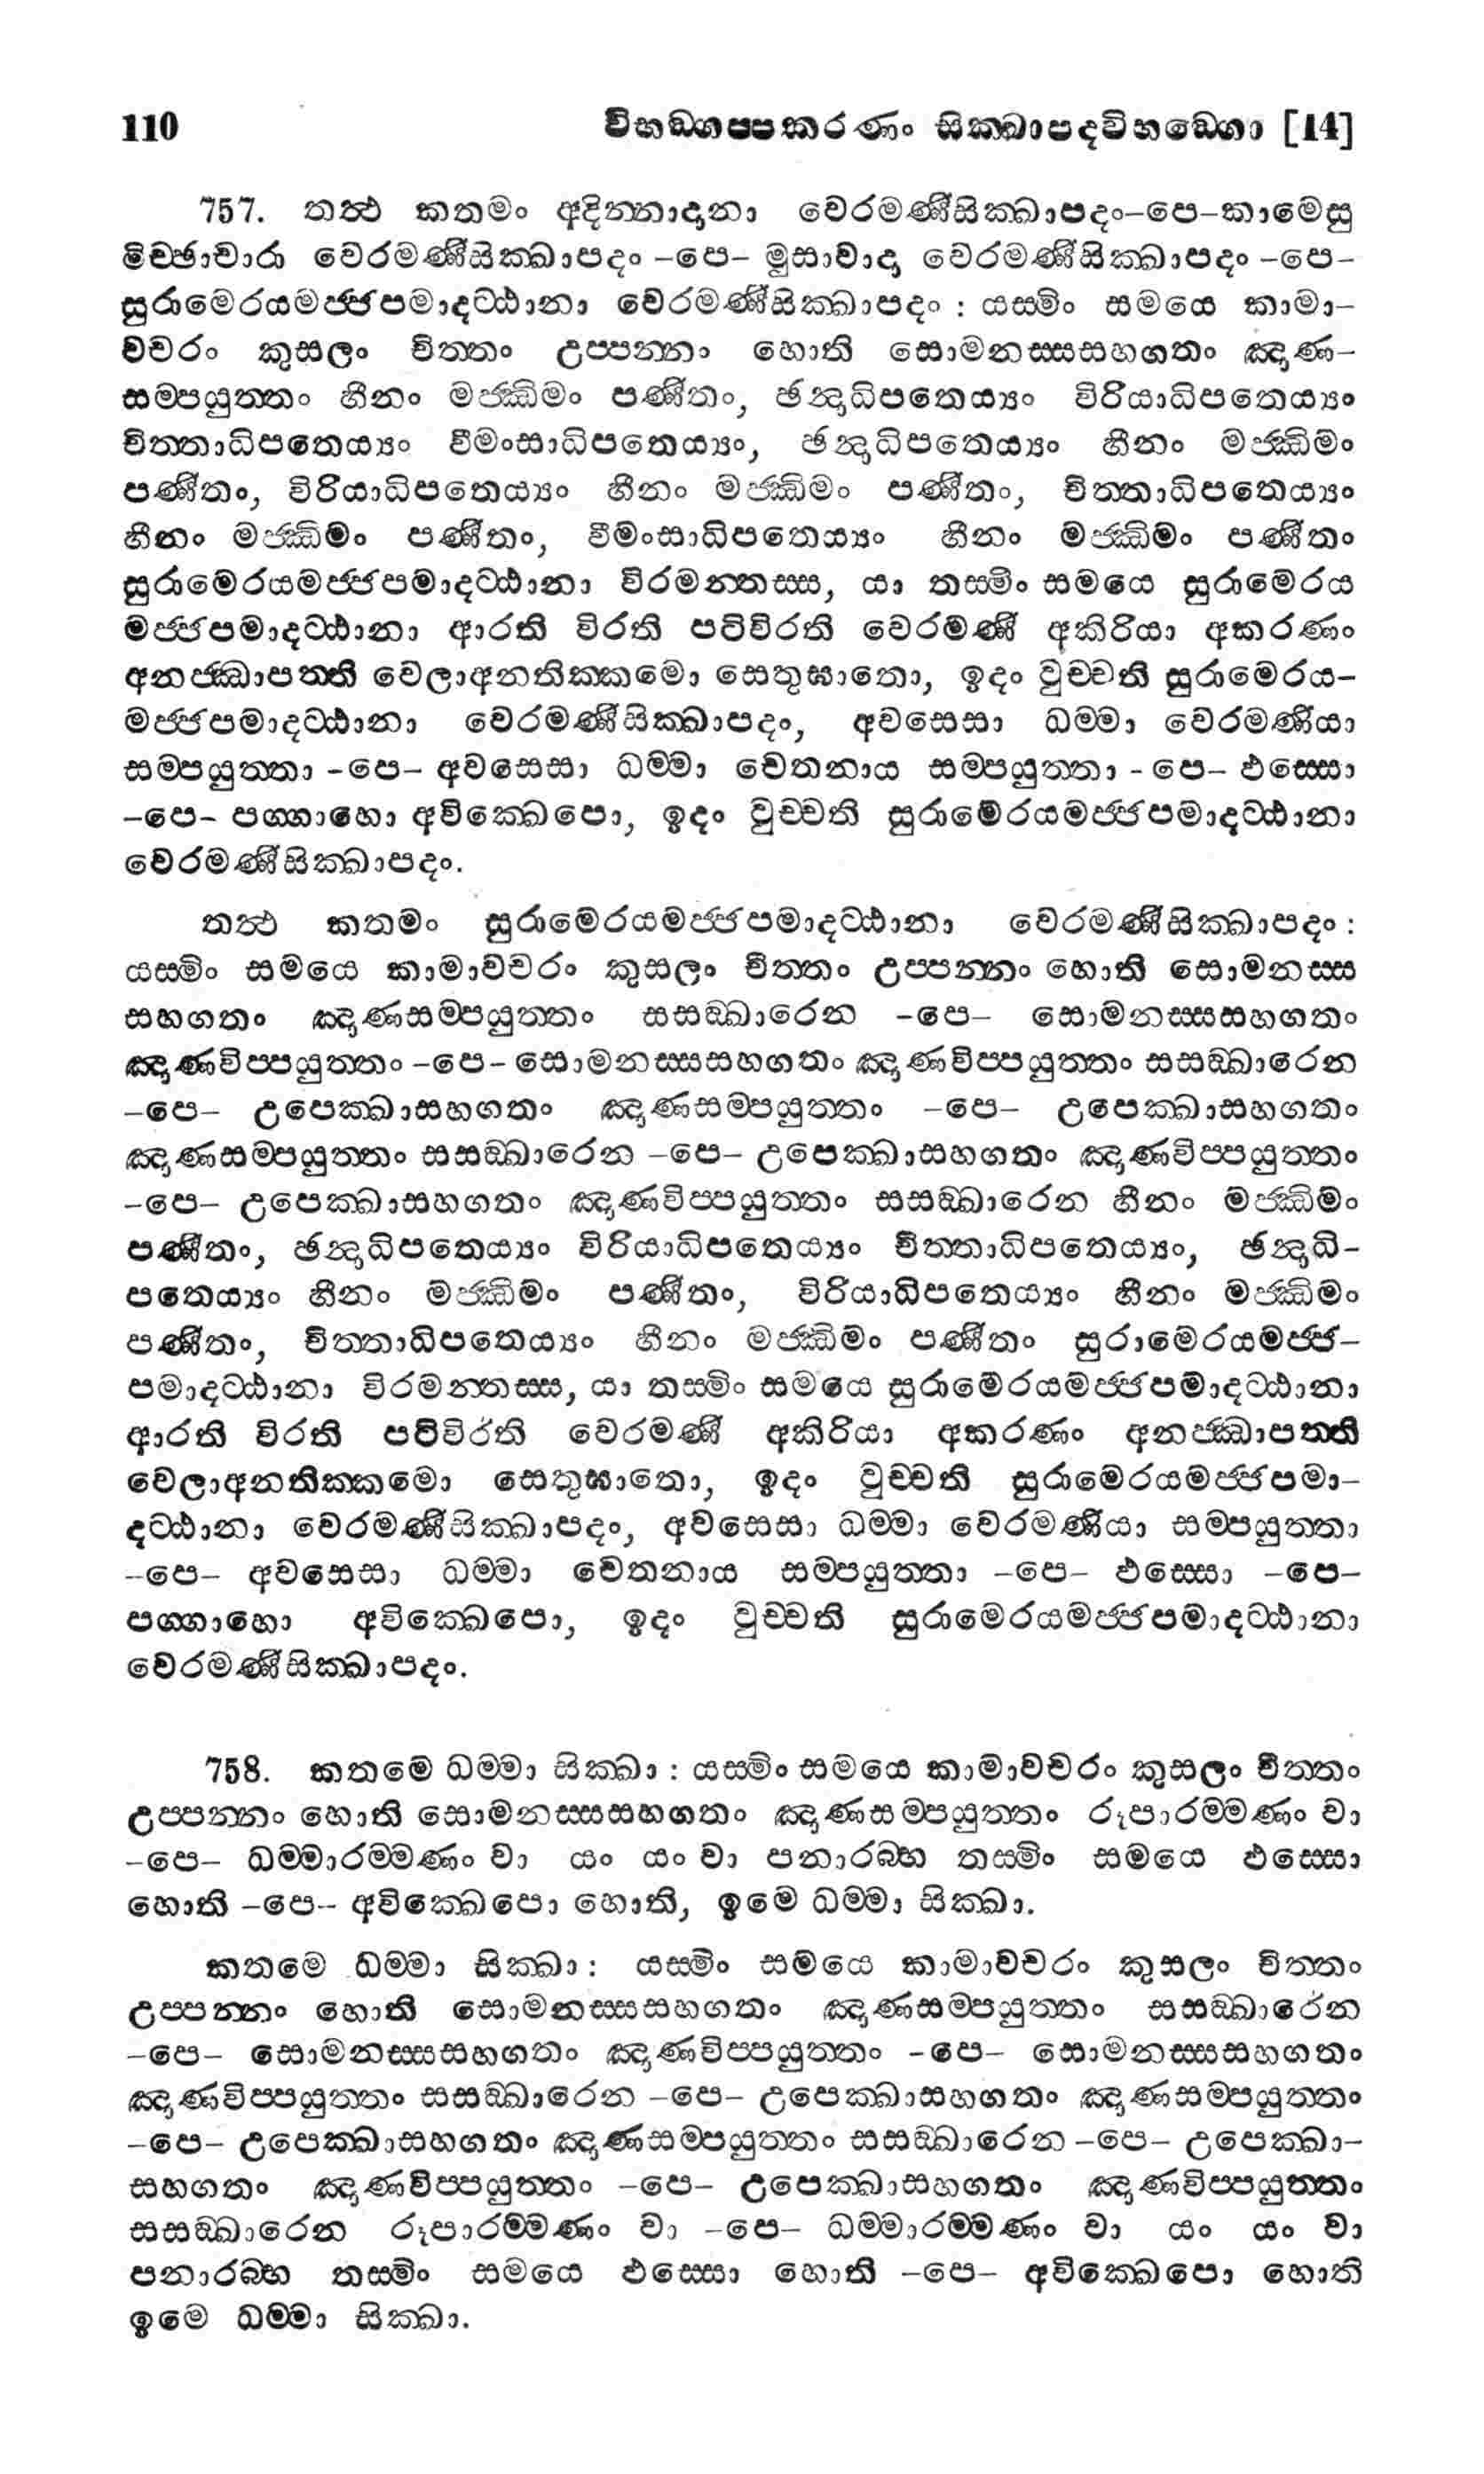 110 විභඞ්ගප්පකරණං සික්ඛාපදවිභඞ්ගො [14]
757. තත්ථ කතමං අදින්නාදානා වෙරමණීසික්ඛාපදං–පෙ–කාමෙසු
මිච්ඡාචාරා වෙරමණීසික්ඛාපදං –පෙ– මුසාවාදා වෙරමණීසික්ඛාපදං –පෙ–
සුරාමෙරයමජ්ජපමාදට්ඨානා වෙරමණීසික්ඛාපදං : යස්මිං සමයෙ කාමා–
වචරං කුසලං චිත්තං උප්පන්නං හොති සොමනස්සසහගතං ඤාණ–
සම්පයුත්තං හීනං මජ්ඣිමං පණීතං, ඡන්දාධිපතෙය්‍යං විරියාධිපතෙය්‍යං
චිත්තාධිපතෙය්‍යං වීමංසාධිපතෙය්‍යං, ඡන්දාධිපතෙය්‍යං හීනං මජ්ඣිමං
පණීතං, විරියාධිපතෙය්‍යං හීනං මජ්ඣිමං පණීතං, චිත්තාධිපතෙය්‍යං
හීනං මජ්ඣිමං පණීතං, වීමංසාධිපතෙය්‍යං හීනං මජ්ඣිමං පණීතං
සුරාමෙරයමජ්ජපමාදට්ඨානා විරමන්තස්ස, යා තස්මිං සමයෙ සුරාමෙරය
මජ්ජපමාදට්ඨානා ආරති විරති පටිවිරති වෙරමණී අකිරියා අකරණං
අනජ්ඣාපත්ති වෙලාඅනතික්කමො සෙතුඝාතො, ඉදං වුච්චති සුරාමෙරය–
මජ්ජපමාදට්ඨානා වෙරමණීසික්ඛාපදං, අවසෙසා ධම්මා වෙරමණියා
සම්පයුත්තා –පෙ– අවසෙසා ධම්මා චෙතනාය සම්පයුත්තා - පෙ– ඵස්සො
–පෙ– පග්ගාහො අවික්ඛෙපො, ඉදං වුච්චති සුරාමෙරයමජ්ජපමාදට්ඨානා
වෙරමණීසික්ඛාපදං.
තත්ථ කතමං සුරාමෙරයමජ්ජපමාදට්ඨානා වෙරමණීසික්ඛාපදං :
යස්මිං සමයෙ කාමාවචරං කුසලං චිත්තං උප්පන්නං හොති සොමනස්ස
සහගතං ඤාණසම්පයුත්තං සසඞ්ඛාරෙන –පෙ– සොමනස්සසහගතං
ඤාණවිප්පයුත්තං –පෙ– සොමනස්සසහගතං ඤාණවිප්පයුත්තං සසඞ්ඛාරෙන
–පෙ– උපෙක්ඛාසහගතං ඤාණසම්පයුත්තං –පෙ– උපෙක්ඛාසහගතං
ඤාණසම්පයුත්තං සසඞ්ඛාරෙන –පෙ– උපෙක්ඛාසහගතං ඤාණවිප්පයුත්තං
–පෙ– උපෙක්ඛාසහගතං ඤාණවිප්පයුත්තං සසඞ්ඛාරෙන හීනං මජ්ඣිමං
පණීතං, ඡන්දාධිපතෙය්‍යං විරියාධිපතෙය්‍යං චිත්තාධිපතෙය්‍යං, ඡන්දාධි–
පතෙය්‍යං හීනං මජ්ඣිමං පණීතං, විරියාධිපතෙය්‍යං හීනං මජ්ඣිමං
පණීතං, චිත්තාධිපතෙය්‍යං හීනං මජ්ඣිමං පණීතං සුරාමෙරයමජ්ජ–
පමාදට්ඨානා විරමන්තස්ස, යා තස්මිං සමයෙ සුරාමෙරයමජ්ජපමාදට්ඨානා
ආරති විරති පටිවිරති වෙරමණී අකිරියා අකරණං අනජ්ඣාපත්ති
වෙලාඅනතික්කමො සෙතුඝාතො, ඉදං වුච්චති සුරාමෙරයමජ්ජපමා–
දට්ඨානා වෙරමණීසික්ඛාපදං, අවසෙසා ධම්මා වෙරමණියා සම්පයුත්තා
–පෙ– අවසෙසා ධම්මා චෙතනාය සම්පයුත්තා –පෙ– ඵස්සො –පෙ–
පග්ගාහො අවික්ඛෙපො, ඉදං වුච්චති සුරාමෙරයමජ්ජපමාදට්ඨානා
වෙරමණීසික්ඛාපදං.
758. කතමෙ ධම්මා සික්ඛා : යස්මිං සමයෙ කාමාවචරං කුසලං චිත්තං
උප්පන්නං හොති සොමනස්සසහගතං ඤාණසම්පයුත්තං රූපාරම්මණං වා
–පෙ– ධම්මාරම්මණං වා යං යං වා පනාරබ්භ තස්මිං සමයෙ ඵස්සො
හොති –පෙ– අවික්ඛෙපො හොති, ඉමෙ ධම්මා සික්ඛා.
කතමෙ ධම්මා සික්ඛා : යස්මිං සමයෙ කාමාවචරං කුසලං චිත්තං
උප්පන්නං හොති සොමනස්සසහගතං ඤාණසම්පයුත්තං සසඞ්ඛාරෙන
–පෙ– සොමනස්සසහගතං ඤාණවිප්පයුත්තං –පෙ– සොමනස්සසහගතං
ඤාණවිප්පයුත්තං සසඞ්ඛාරෙන –පෙ– උපෙක්ඛාසහගතං ඤාණසම්පයුත්තං
–පෙ– උපෙක්ඛාසහගතං ඤාණසම්පයුත්තං සසඞ්ඛාරෙන –පෙ– උපෙක්ඛා–
සහගතං ඤාණවිප්පයුත්තං –පෙ– උපෙක්ඛාසහගතං ඤාණවිප්පයුත්තං
සසඞ්ඛාරෙන රූපාරම්මණං වා –පෙ– ධම්මාරම්මණං වා යං යං වා
පනාරබ්භ තස්මිං සමයෙ ඵස්සො හොති –පෙ– අවික්ඛෙපො හොති
ඉමෙ ධම්මා සික්ඛා.